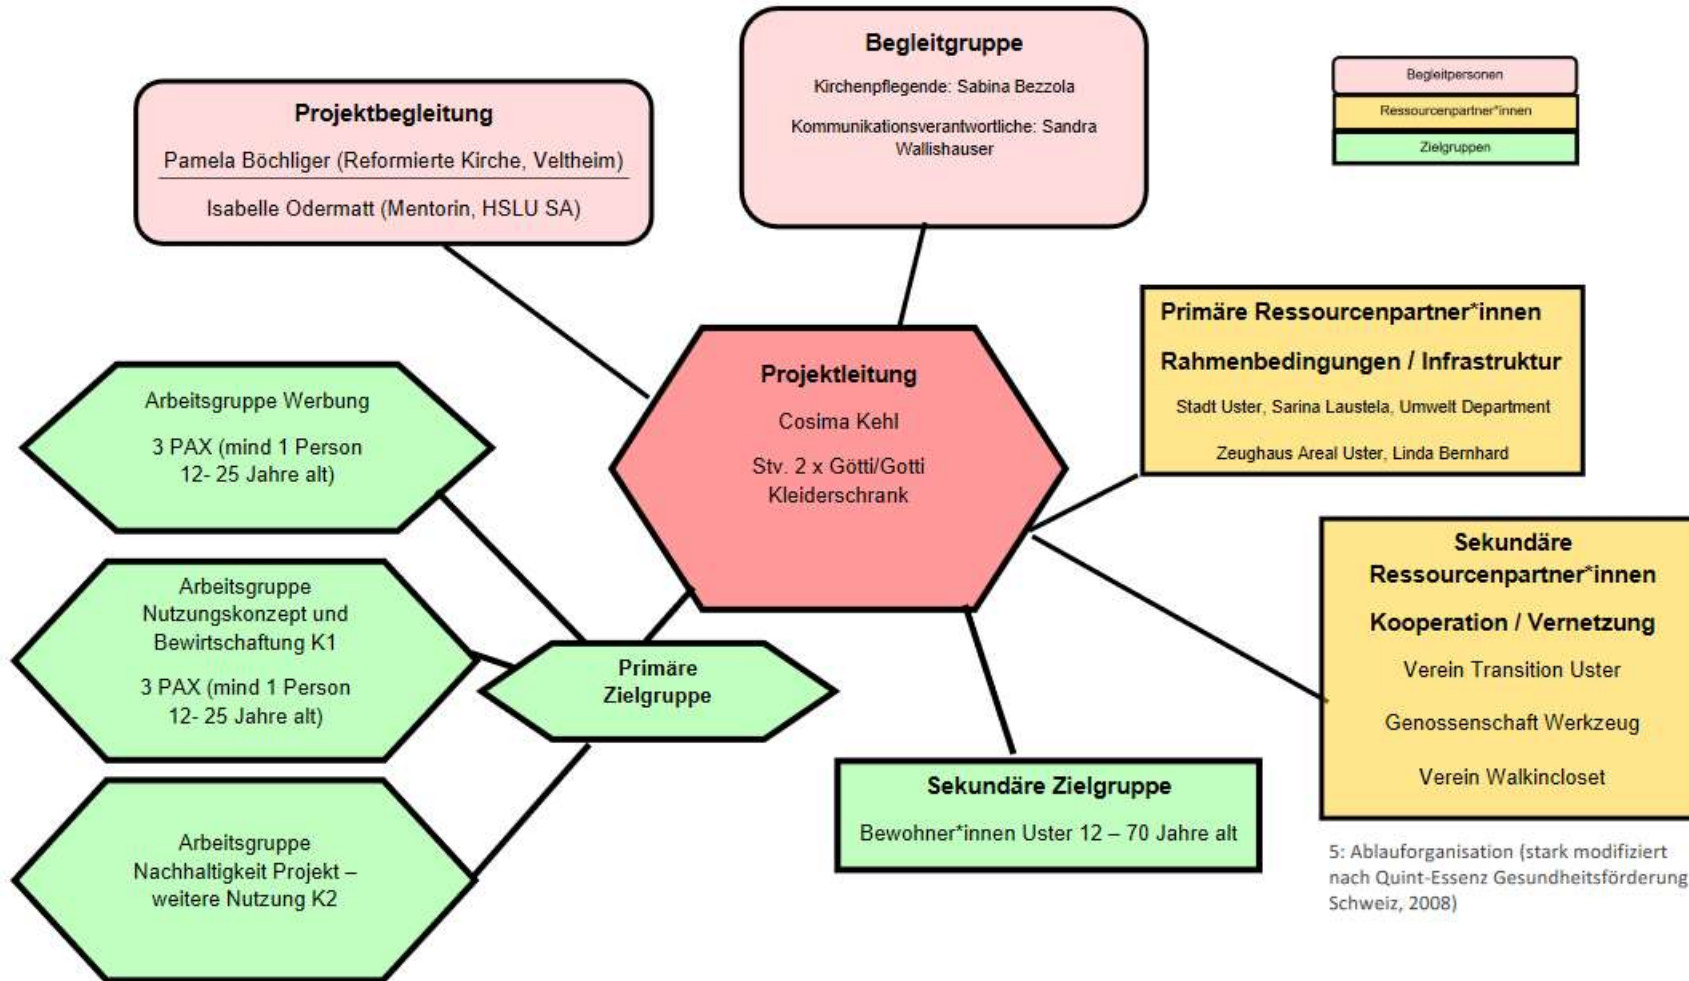 Begleitgruppe
Kirchenpflegende: Sabina Bezzola
Kommunikationsverantwortliche: Sandra
Wallishauser
Begleitpersonen
Ressourcenpartner*innen
Zielgruppen
Projektbegleitung
Pamela Böchliger (Reformierte Kirche, Veltheim)
Isabelle Odermatt (Mentorin, HSLU SA)
Primäre Ressourcenpartner*innen
Rahmenbedingungen / Infrastruktur
Stadt Uster, Sarina Laustela, Umwelt Department
Zeughaus Areal Uster, Linda Bernhard
Projektleitung
Cosima Kehl
Stv. 2 x Götti/Gotti
Kleiderschrank
Arbeitsgruppe Werbung
3 PAX (mind 1 Person
12- 25 Jahre alt)
Arbeitsgruppe
Nutzungskonzept und
Bewirtschaftung K1
3 PAX (mind 1 Person
12- 25 Jahre alt)
Primäre
Zielgruppe
Sekundäre
Ressourcenpartner*innen
Kooperation / Vernetzung
Verein Transition Uster
Genossenschaft Werkzeug
Verein Walkincloset
Sekundäre Zielgruppe
Bewohner*innen Uster 12 – 70 Jahre alt
Arbeitsgruppe
Nachhaltigkeit Projekt –
weitere Nutzung K2
5: Ablauforganisation (stark modifiziert
nach Quint-Essenz Gesundheitsförderung
Schweiz, 2008)